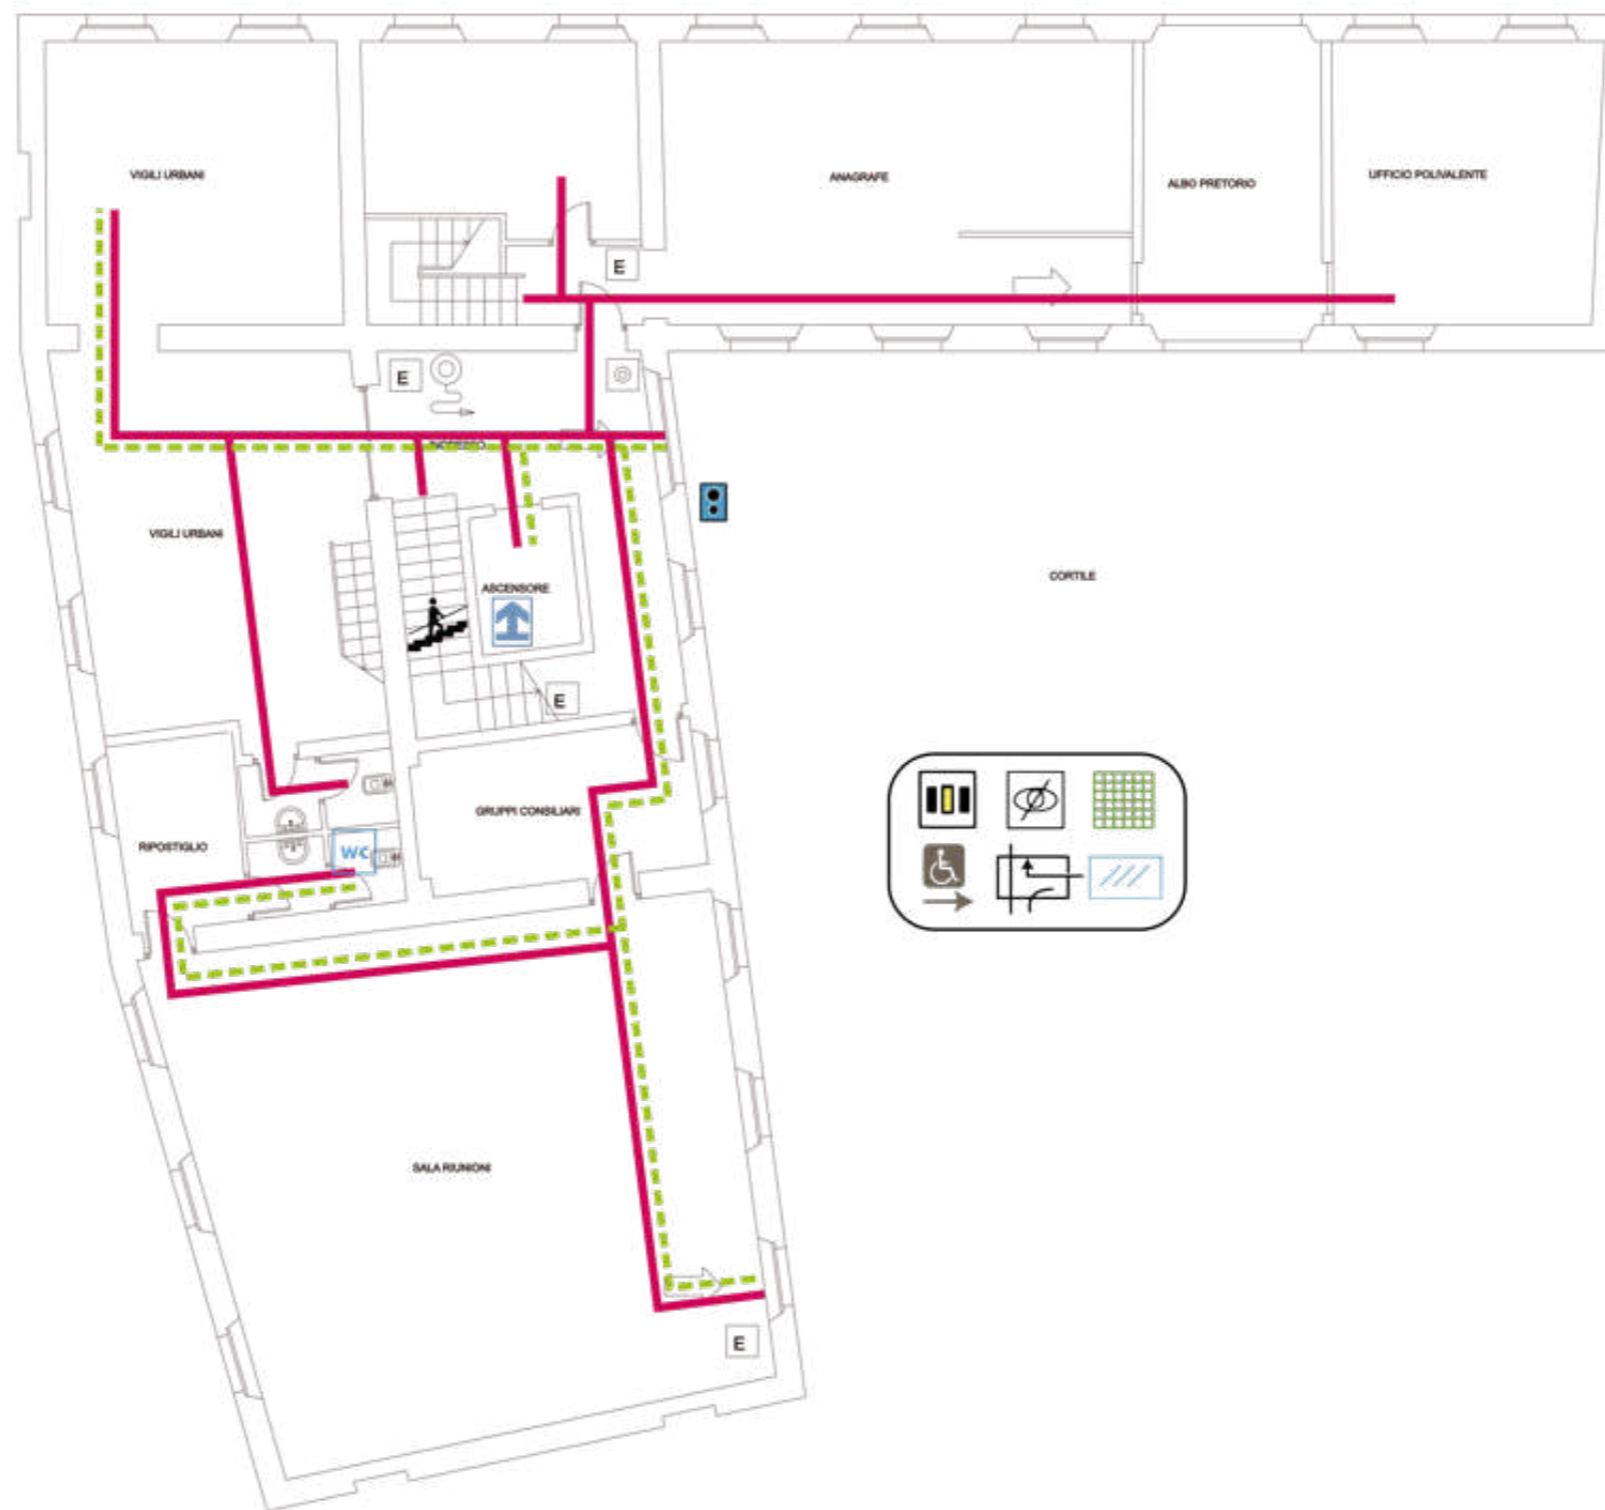 VIGILI URBANI
ANAGRAFE
ALBO PRETORIO
UFFICIO POLIVALENTE
E
E
INGRESSO
VIGILI URBANI
CORTILE
ASCENSORE
E
GRUPPI CONSILIARI
RIPOSTIGLIO
WC
SALA RIUNIONI
E